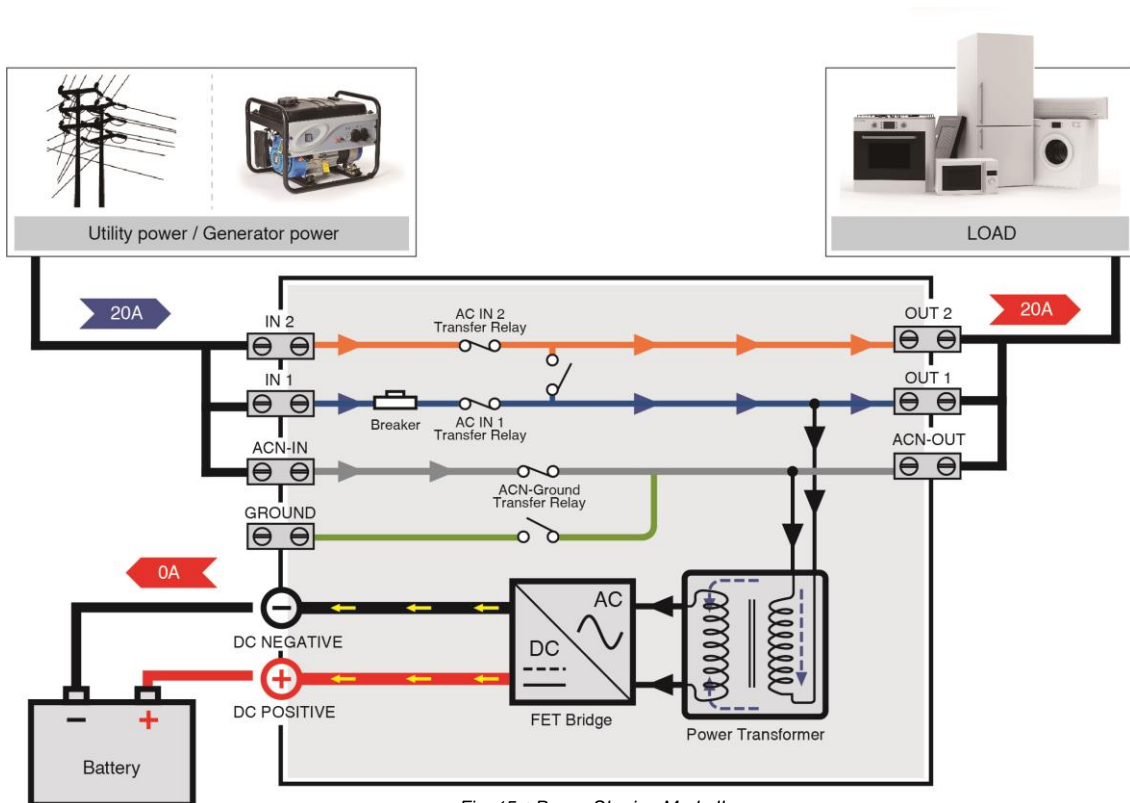 Utility power / Generator power
LOAD
20A
20A
IN 2
AC IN 2
Transfer Relay
OUT 2
IN 1
Breaker
AC IN 1
Transfer Relay
OUT 1
ACN-IN
ACN-Ground
Transfer Relay
ACN-OUT
GROUND
0A
DC NEGATIVE
DC POSITIVE
AC
DC
FET Bridge
Power Transformer
− +
Battery